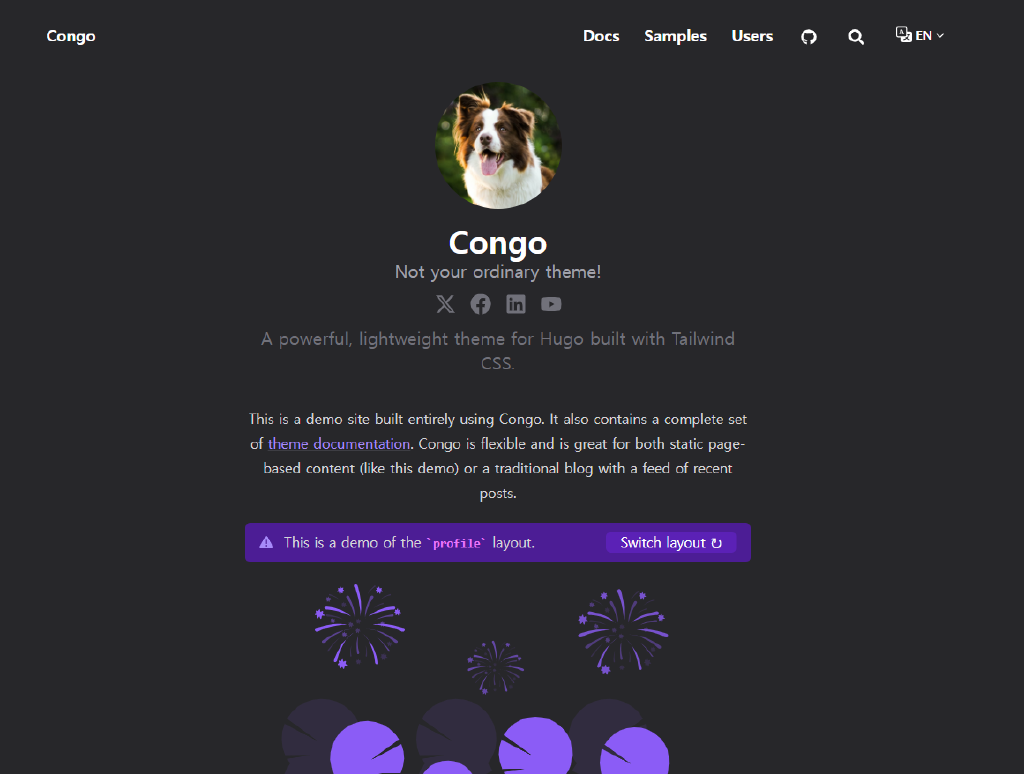 Congo
Docs
Samples
Users
EN
Congo
Not your ordinary theme!
A powerful, lightweight theme for Hugo built with Tailwind
CSS.
This is a demo site built entirely using Congo. It also contains a complete set
of theme documentation. Congo is flexible and is great for both static page-
based content (like this demo) or a traditional blog with a feed of recent
posts.
This is a demo of the `profile` layout.
Switch layout ↻